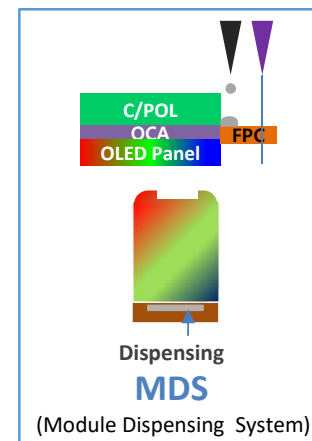 C/POL
OCA
FPC
OLED Panel
Dispensing
MDS
(Module Dispensing System)